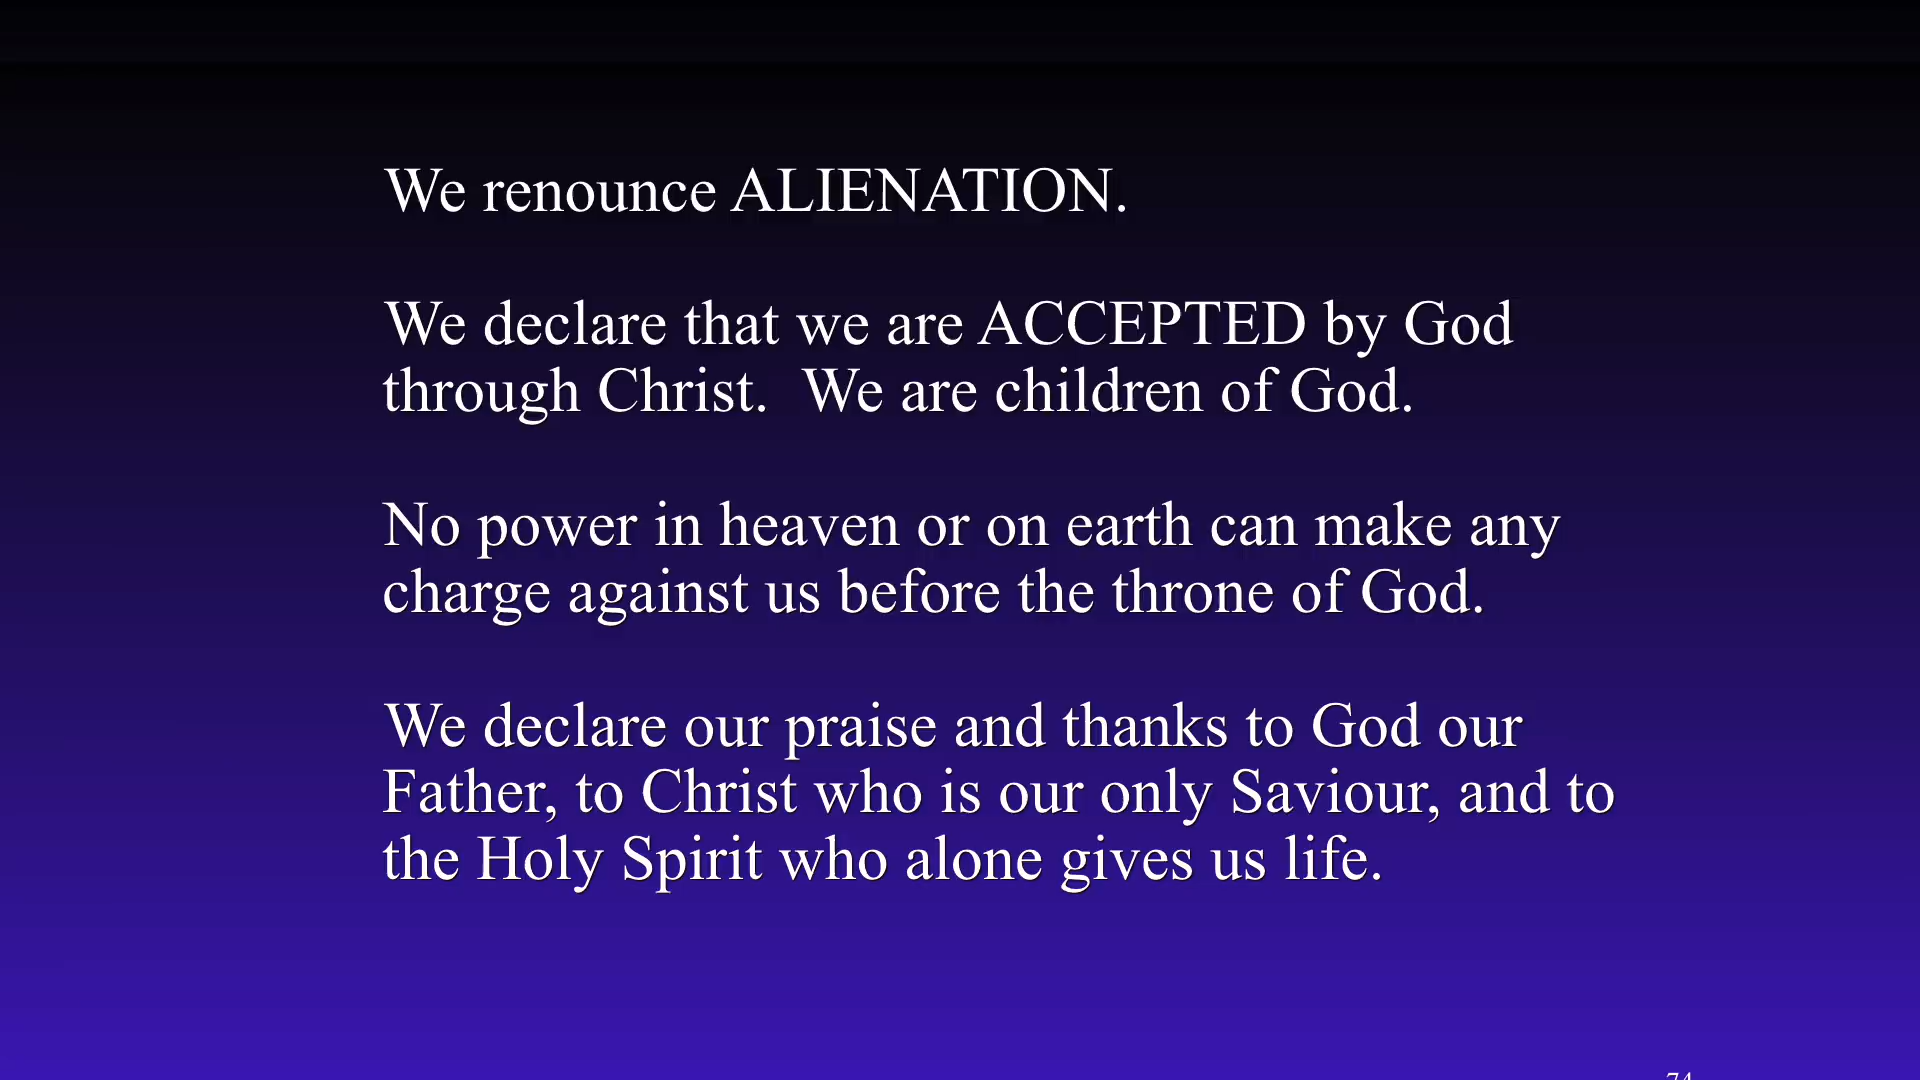 We renounce ALIENATION.
We declare that we are ACCEPTED by God
through Christ.  We are children of God.
No power in heaven or on earth can make any
charge against us before the throne of God.
We declare our praise and thanks to God our
Father, to Christ who is our only Saviour, and to
the Holy Spirit who alone gives us life.
74